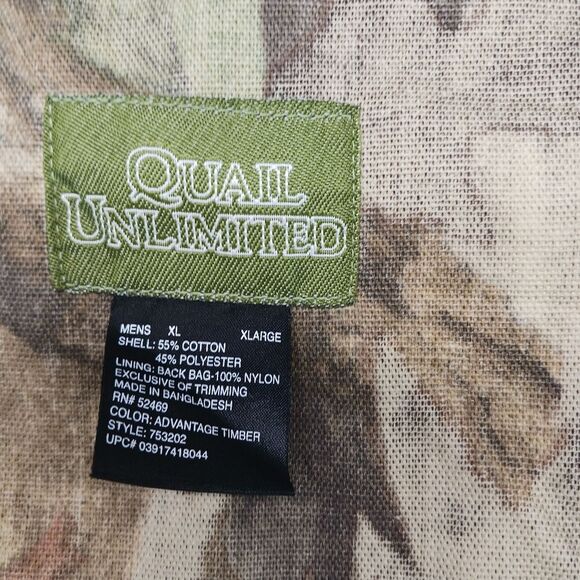 QUAIL
UNLIMITED
MENS XL XLARGE
SHELL: 55% COTTON
45% POLYESTER
LINING: BACK BAG-100% NYLON
EXCLUSIVE OF TRIMMING
MADE IN BANGLADESH
RN# 52469
COLOR: ADVANTAGE TIMBER
STYLE: 753202
UPC# 03917418044